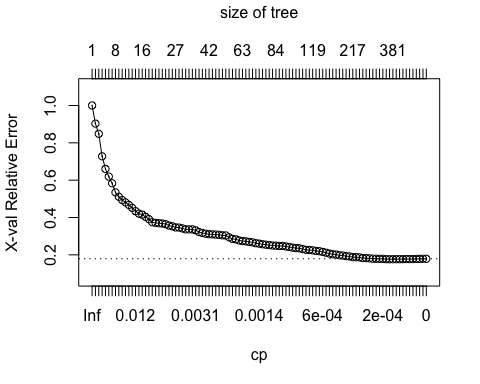 size of tree
1 8 16 27 42 63 84 119 217 381
X-val Relative Error
1.0
0.8
0.6
0.4
0.2
Inf 0.012 0.0031 0.0014 6e-04 2e-04 0
cp